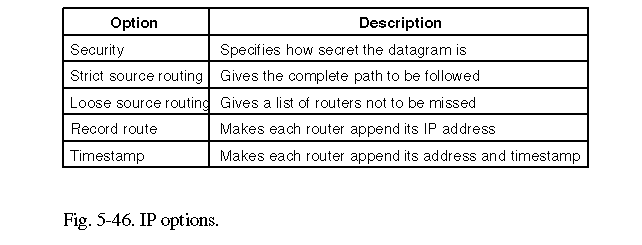 Option Description
Security Specifies how secret the datagram is
Strict source routing Gives the complete path to be followed
Loose source routing Gives a list of routers not to be missed
Record route Makes each router append its IP address
Timestamp Makes each router append its address and timestamp
Fig. 5-46. IP options.